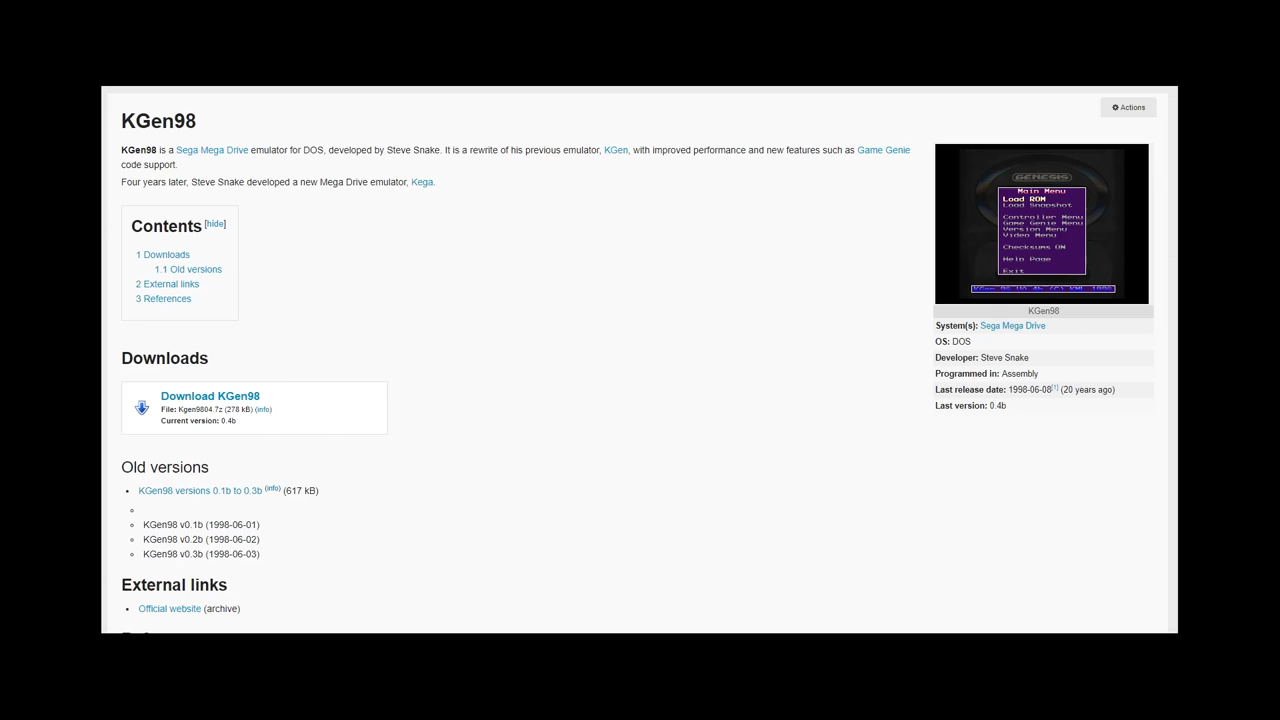 Actions
KGen98
KGen98 is a Sega Mega Drive emulator for DOS, developed by Steve Snake. It is a rewrite of his previous emulator, KGen, with improved performance and new features such as Game Genie
code support.
Four years later, Steve Snake developed a new Mega Drive emulator, Kega.
Contents [hide]
1 Downloads
1.1 Old versions
2 External links
3 References
Downloads
Download KGen98
File: Kgen9804.7z (278 kB) (info)
Current version: 0.4b
Old versions
• KGen98 versions 0.1b to 0.3b (info) (617 kB)
KGen98 v0.1b (1998-06-01)
KGen98 v0.2b (1998-06-02)
KGen98 v0.3b (1998-06-03)
External links
• Official website (archive)
GENESIS
Main Menu
Load ROM
Load Snapshot
Controller Menu
Game Genie Menu
Version Menu
Video Menu
Checksums ON
Help Page
Exit
KGen98
System(s): Sega Mega Drive
OS: DOS
Developer: Steve Snake
Programmed in: Assembly
Last release date: 1998-06-08[1] (20 years ago)
Last version: 0.4b